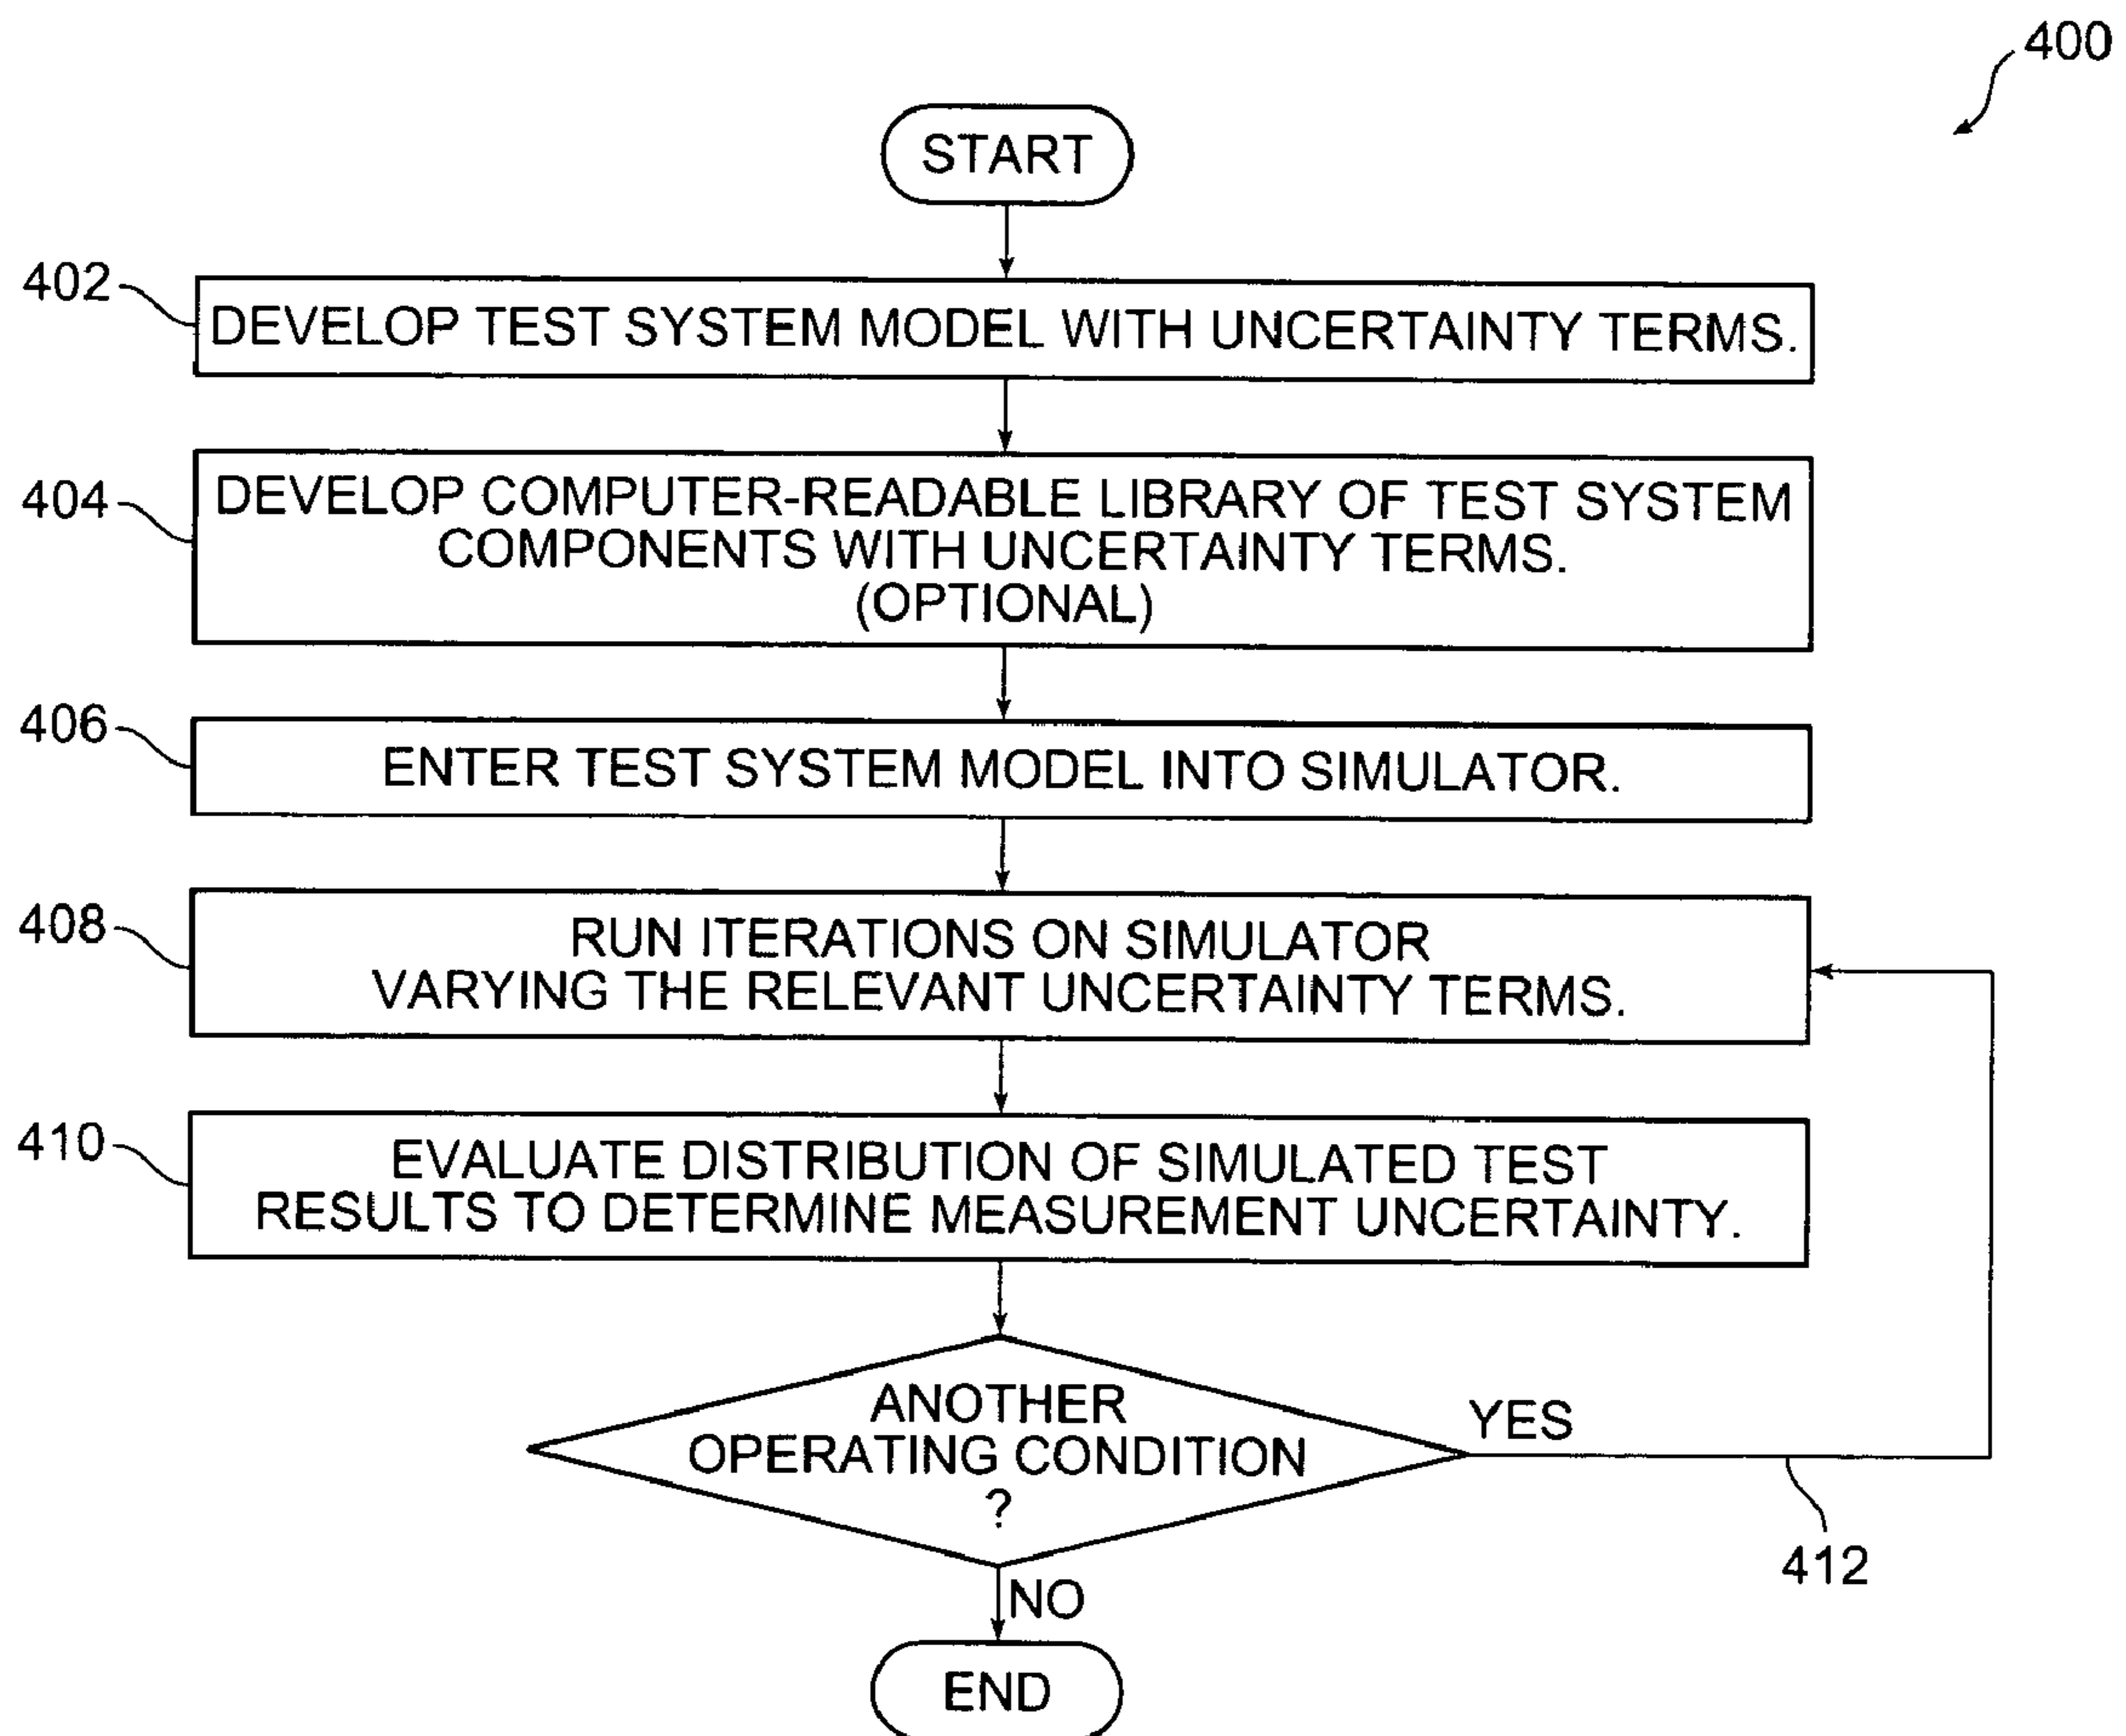 400
START
402
DEVELOP TEST SYSTEM MODEL WITH UNCERTAINTY TERMS.
404
DEVELOP COMPUTER-READABLE LIBRARY OF TEST SYSTEM
COMPONENTS WITH UNCERTAINTY TERMS.
(OPTIONAL)
406
ENTER TEST SYSTEM MODEL INTO SIMULATOR.
408
RUN ITERATIONS ON SIMULATOR
VARYING THE RELEVANT UNCERTAINTY TERMS.
410
EVALUATE DISTRIBUTION OF SIMULATED TEST
RESULTS TO DETERMINE MEASUREMENT UNCERTAINTY.
ANOTHER
OPERATING CONDITION
?
YES
412
NO
END